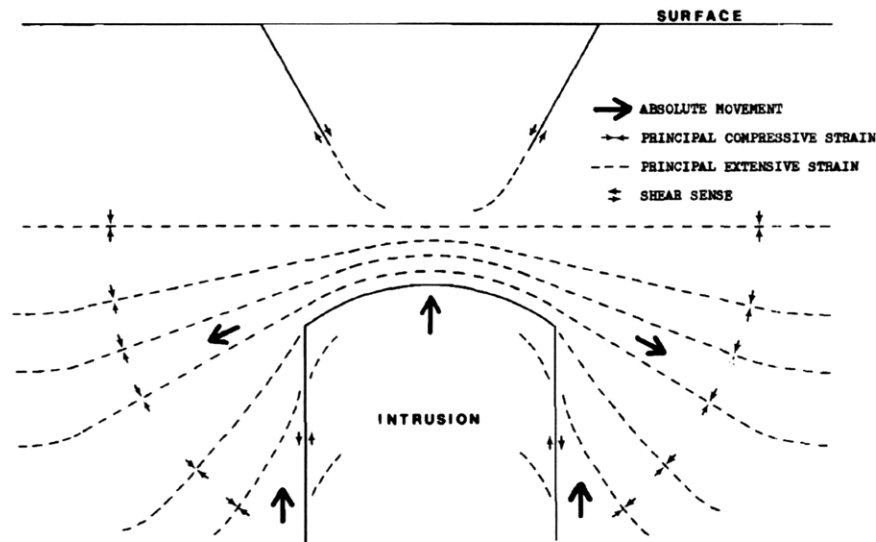 SURFACE
ABSOLUTE MOVEMENT
PRINCIPAL COMPRESSIVE STRAIN
PRINCIPAL EXTENSIVE STRAIN
SHEAR SENSE
INTRUSION